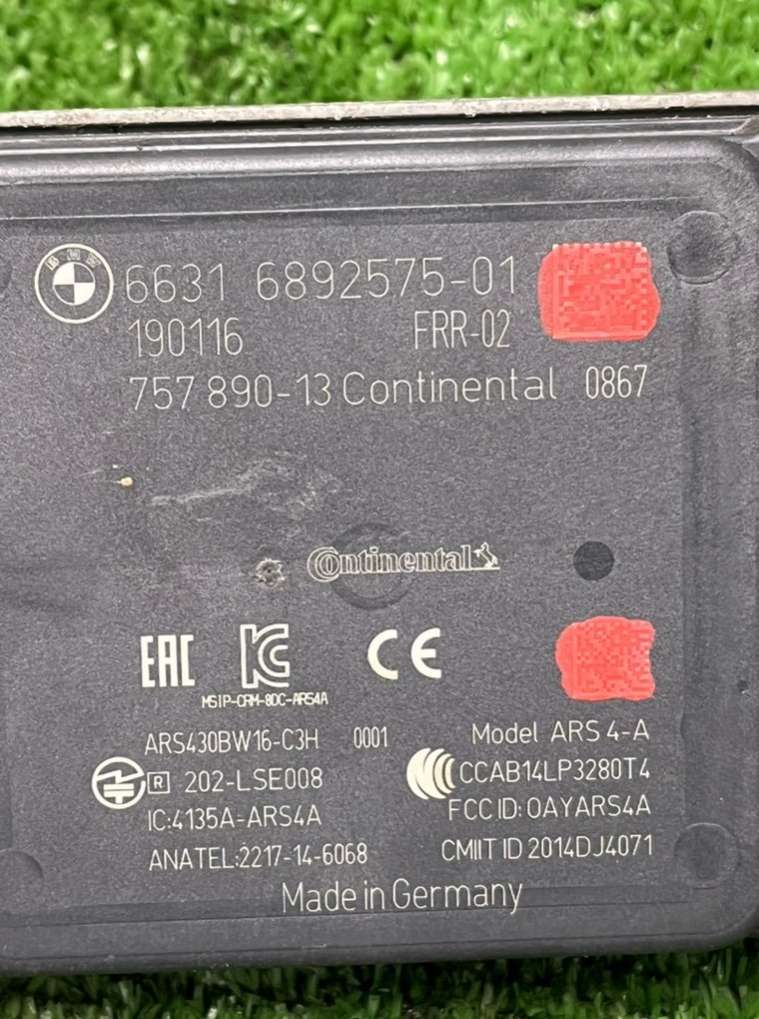 BMW 6631 6892575-01
190116 FRR-02
757 890-13 Continental 0867
Continental
EAC CE
MSIP-CRM-8DC-ARS4A
ARS430BW16-C3H 0001 Model ARS 4-A
R 202-LSE008 CCAB14LP3280T4
IC:4135A-ARS4A FCC ID: OAYARS4A
ANATEL:2217-14-6068 CMIIT ID 2014DJ4071
Made in Germany